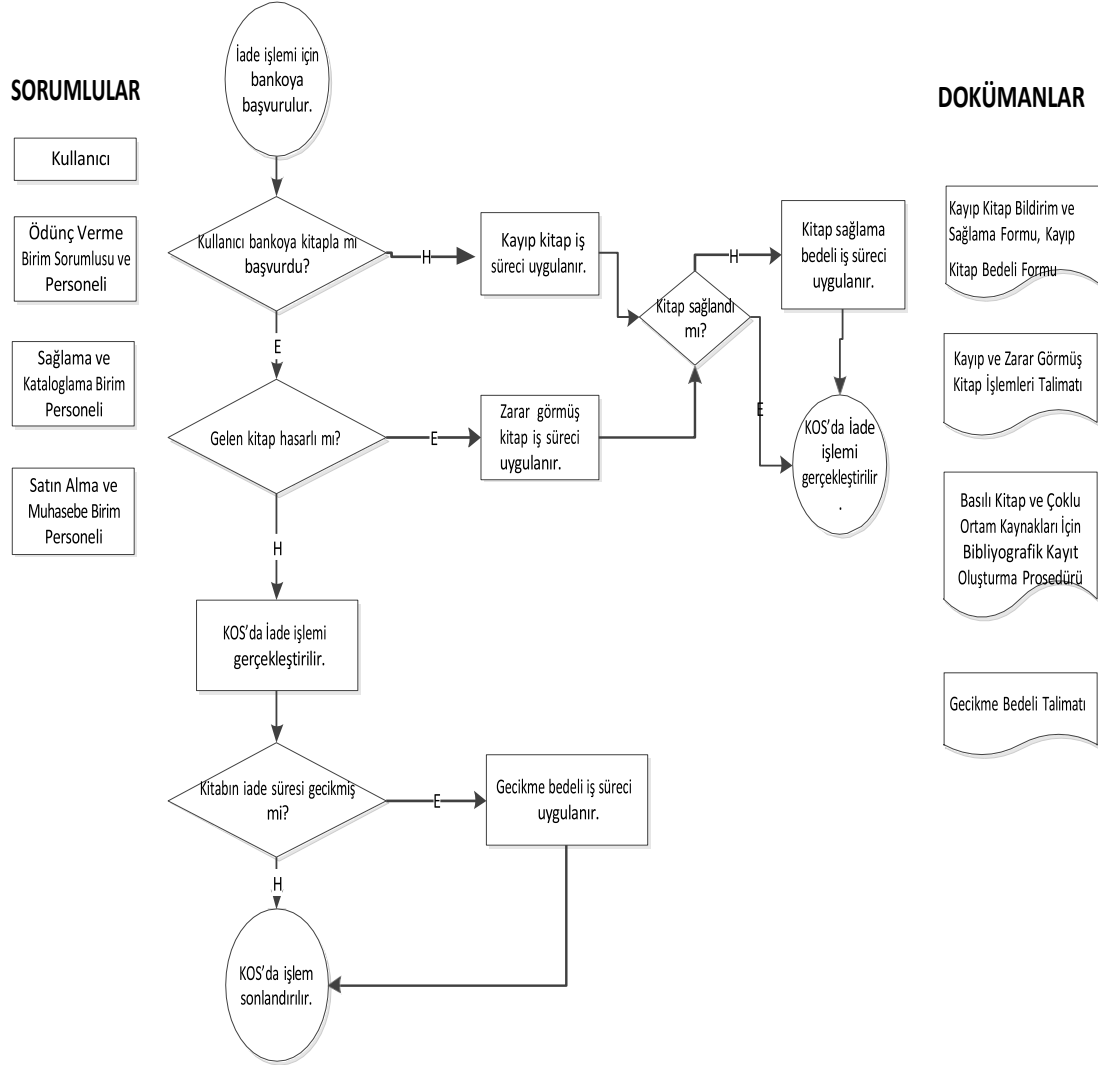 İade işlemi için
bankoya
başvurulur.
SORUMLULAR
Kullanıcı
Ödünç Verme
Birim Sorumlusu ve
Personeli
Sağlama ve
Kataloglama Birim
Personeli
Satın Alma ve
Muhasebe Birim
Personeli
Kullanıcı bankoya kitapla mı
başvurdu?
H
Kayıp kitap iş
süreci uygulanır.
Kitap sağlandı
mı?
H
Kitap sağlama
bedeli iş süreci
uygulanır.
E
Gelen kitap hasarlı mı?
E
Zarar görmüş
kitap iş süreci
uygulanır.
E
KOS’da İade
işlemi
gerçekleştirilir
.
H
KOS’da İade işlemi
gerçekleştirilir.
Kitabın iade süresi gecikmiş
mi?
E
Gecikme bedeli iş süreci
uygulanır.
H
KOS’da işlem
sonlandırılır.
DOKÜMANLAR
Kayıp Kitap Bildirim ve
Sağlama Formu, Kayıp
Kitap Bedeli Formu
Kayıp ve Zarar Görmüş
Kitap İşlemleri Talimatı
Basılı Kitap ve Çoklu
Ortam Kaynakları İçin
Bibliyografik Kayıt
Oluşturma Prosedürü
Gecikme Bedeli Talimatı